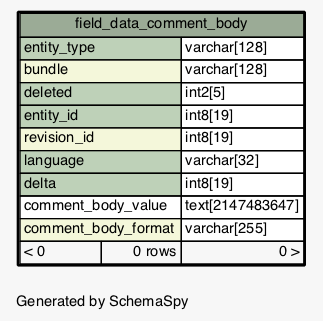 field_data_comment_body
entity_type varchar[128]
bundle varchar[128]
deleted int2[5]
entity_id int8[19]
revision_id int8[19]
language varchar[32]
delta int8[19]
comment_body_value text[2147483647]
comment_body_format varchar[255]
< 0 0 rows 0 >
Generated by SchemaSpy